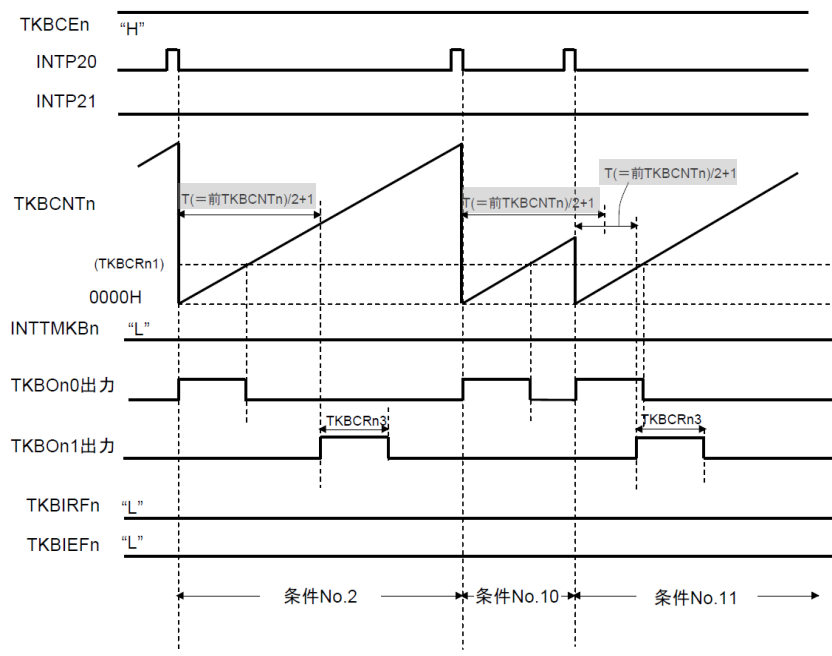 TKBCEn
“H”
INTP20
INTP21
T(＝前TKBCNTn)/2+1
T(＝前TKBCNTn)/2+1
T(＝前TKBCNTn)/2+1
TKBCNTn
(TKBCRn1)
0000H
INTTMKBn
“L”
TKBOn0出力
TKBCRn3
TKBCRn3
TKBOn1出力
TKBIRFn
“L”
TKBIEFn
“L”
条件No.2
条件No.10
条件No.11